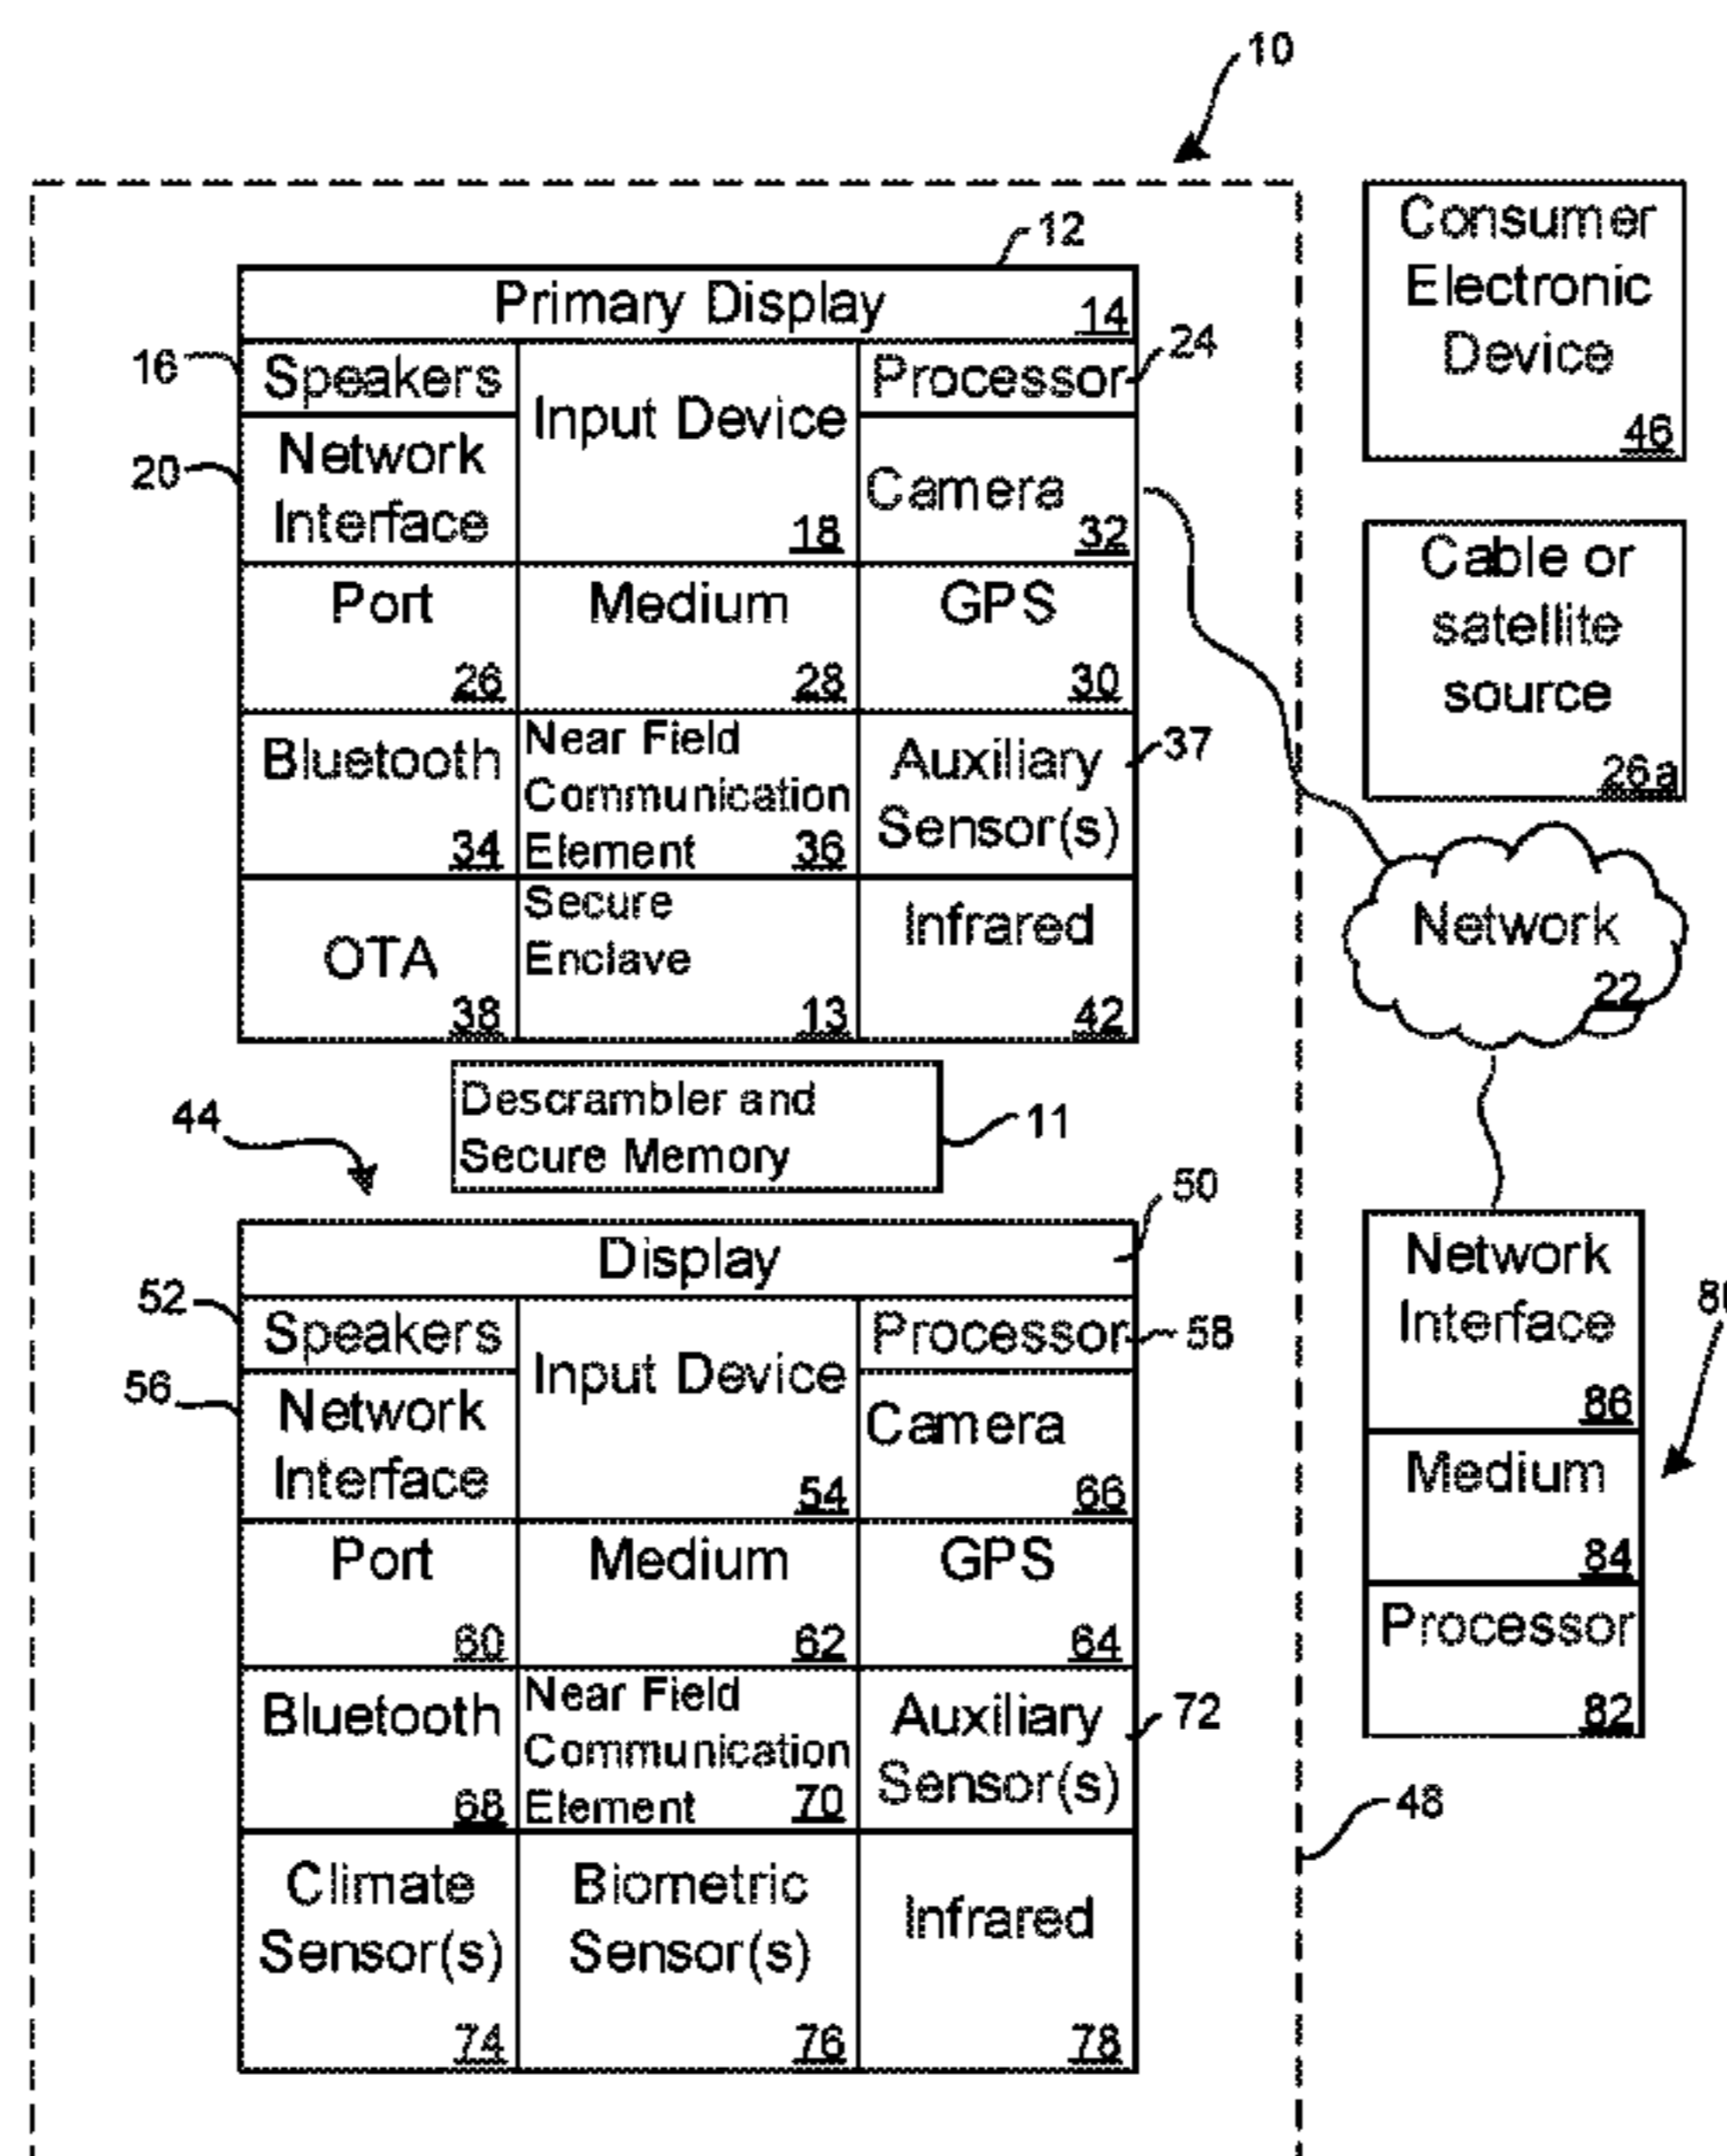 10
12
Primary Display
14
16
Speakers
Input Device
18
Processor
24
20
Network
Interface
Camera
32
Port
26
Medium
28
GPS
30
Bluetooth
34
Near Field
Communication
Element
36
Auxiliary
Sensor(s)
37
OTA
38
Secure
Enclave
13
Infrared
42
Descrambler and
Secure Memory
11
44
Display
50
52
Speakers
Input Device
54
Processor
58
56
Network
Interface
Camera
66
Port
60
Medium
62
GPS
64
Bluetooth
68
Near Field
Communication
Element
70
Auxiliary
Sensor(s)
72
Climate
Sensor(s)
74
Biometric
Sensor(s)
76
Infrared
78
Consumer
Electronic
Device
46
Cable or
satellite
source
26a
Network
22
Network
Interface
86
Medium
84
Processor
82
48